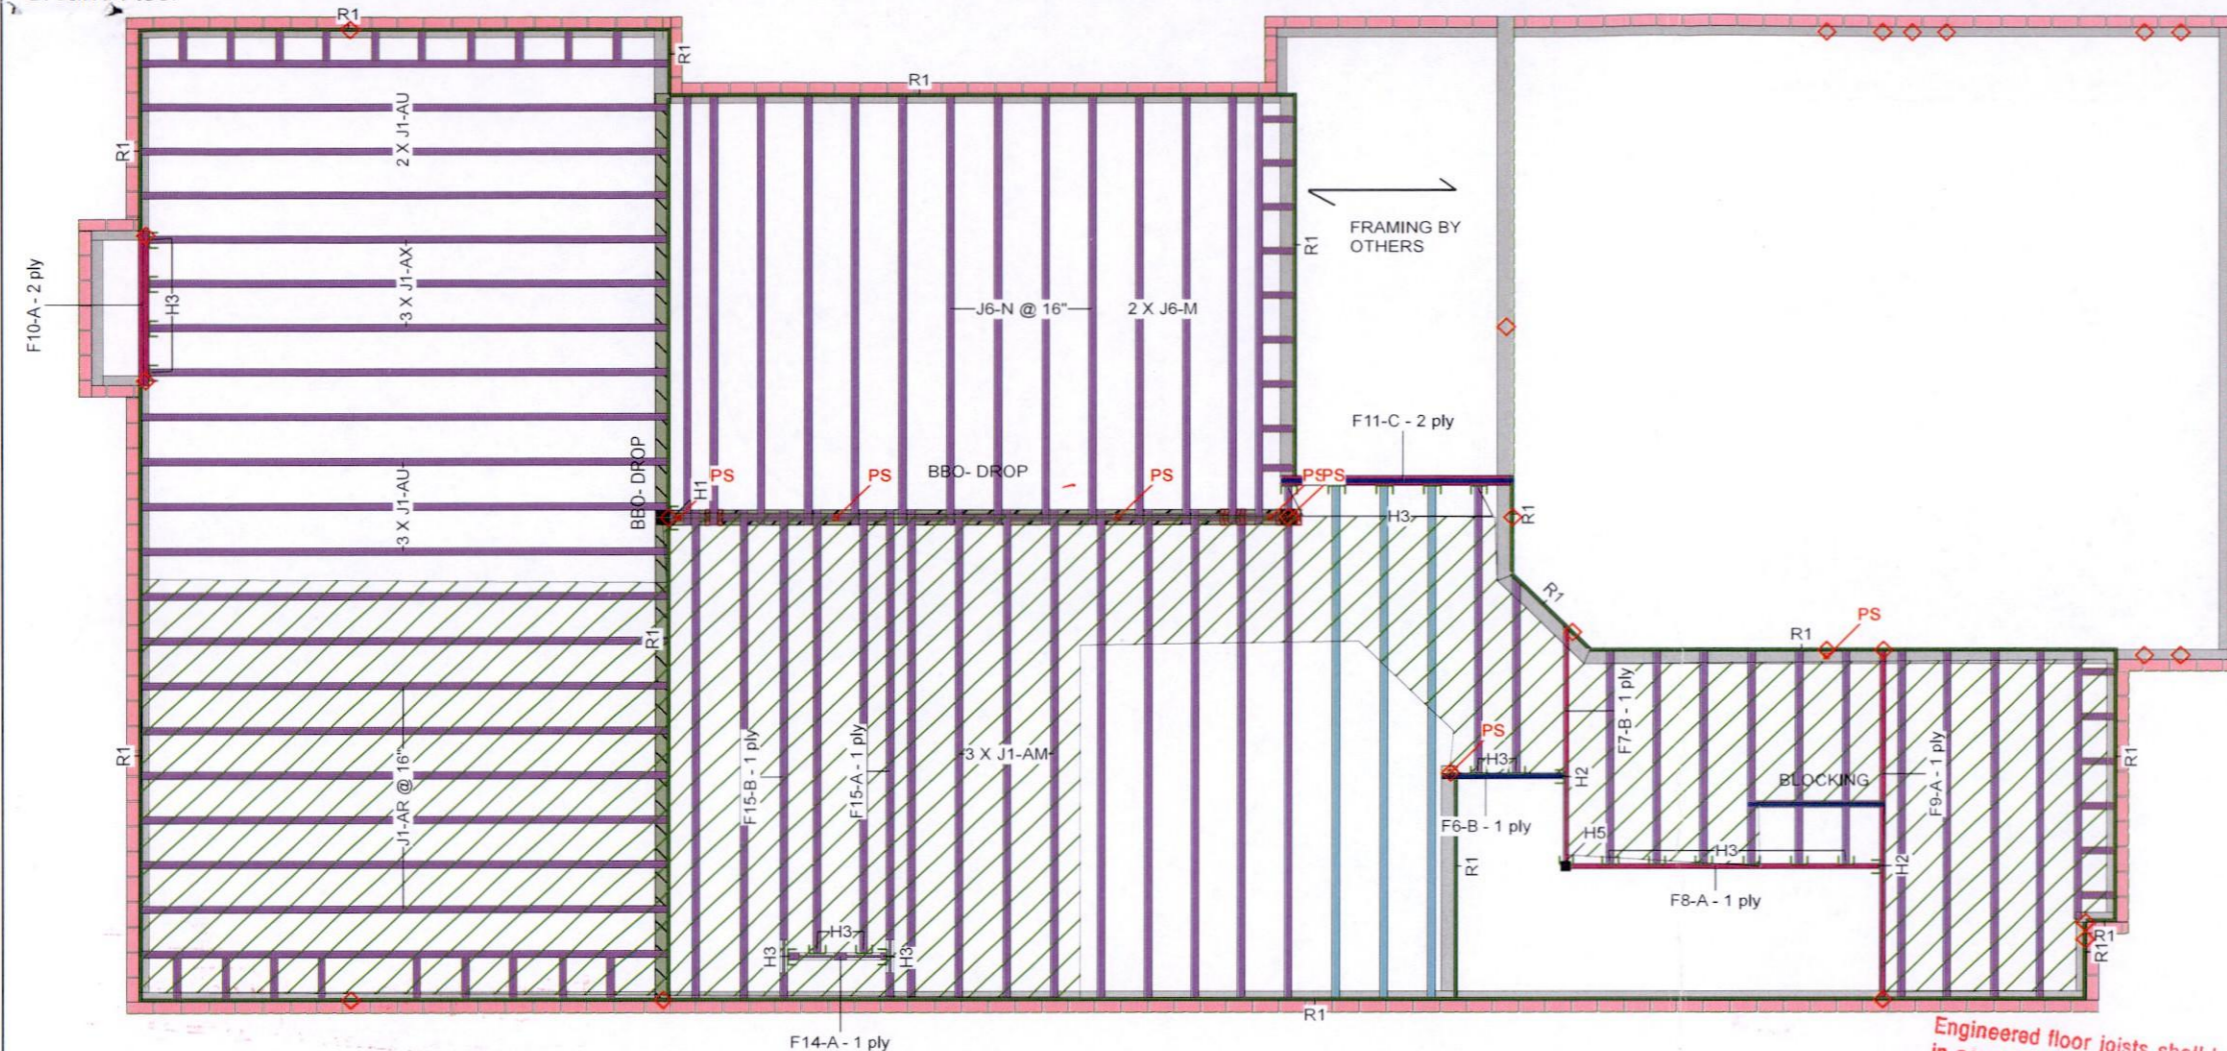 R1
R1
R1
R1
2 X J1-AU
F10-A - 2 ply
H3
3 X J1-AX
J6-N @ 16"
2 X J6-M
R1
FRAMING BY
OTHERS
F11-C - 2 ply
BBO- DROP
3 X J1-AU
H1
PS
PS
BBO- DROP
PS
PS
PS
H3
R1
R1
R1
PS
R1
R1
J1-AR @ 16"
F15-B - 1 ply
F15-A - 1 ply
3 X J1-AM
PS
H3
F7-B - 1 ply
H2
BLOCKING
F9-A - 1 ply
R1
F6-B - 1 ply
H5
H3
H2
R1
F8-A - 1 ply
H3
H3
H3
R1
R1
R1
F14-A - 1 ply
Engineered floor joists